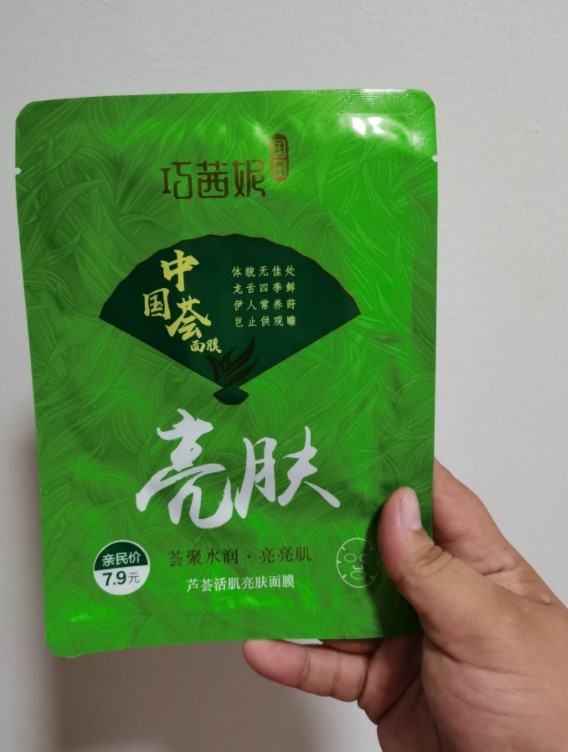 巧茜妮
中国荟
面膜
体貌无佳处
龙舌四季鲜
伊人常养莳
岂止供观瞻
亮肤
亲民价
7.9元
荟聚水润·亮亮肌
芦荟活肌亮肤面膜